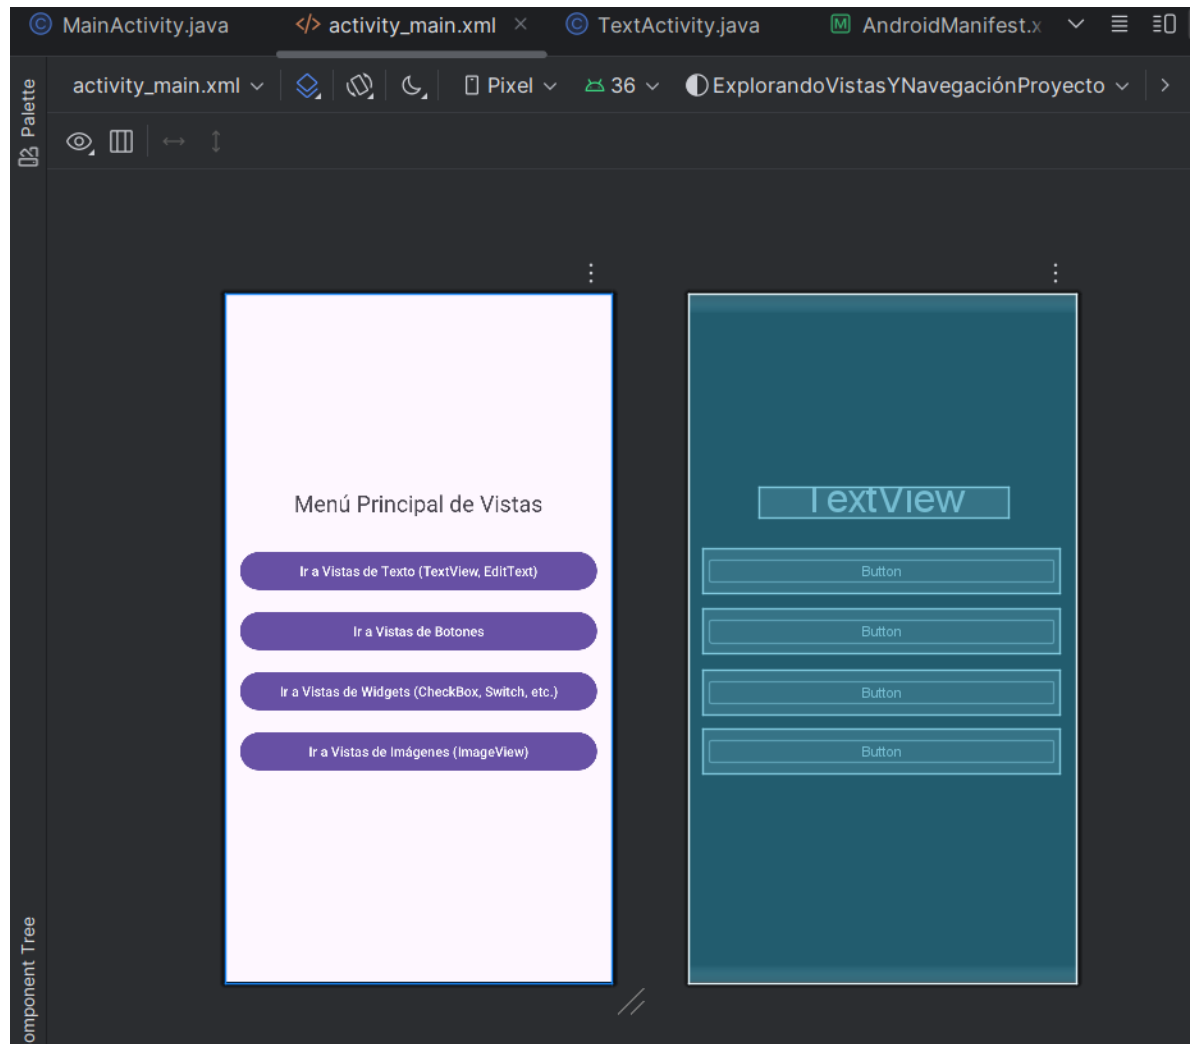 MainActivity.java </> activity_main.xml × TextActivity.java AndroidManifest.x
activity_main.xml Pixel 36 ExplorandoVistasYNavegaciónProyecto
Palette
Menú Principal de Vistas
Ir a Vistas de Texto (TextView, EditText)
Ir a Vistas de Botones
Ir a Vistas de Widgets (CheckBox, Switch, etc.)
Ir a Vistas de Imágenes (ImageView)
TextView
Button
Button
Button
Button
omponent Tree